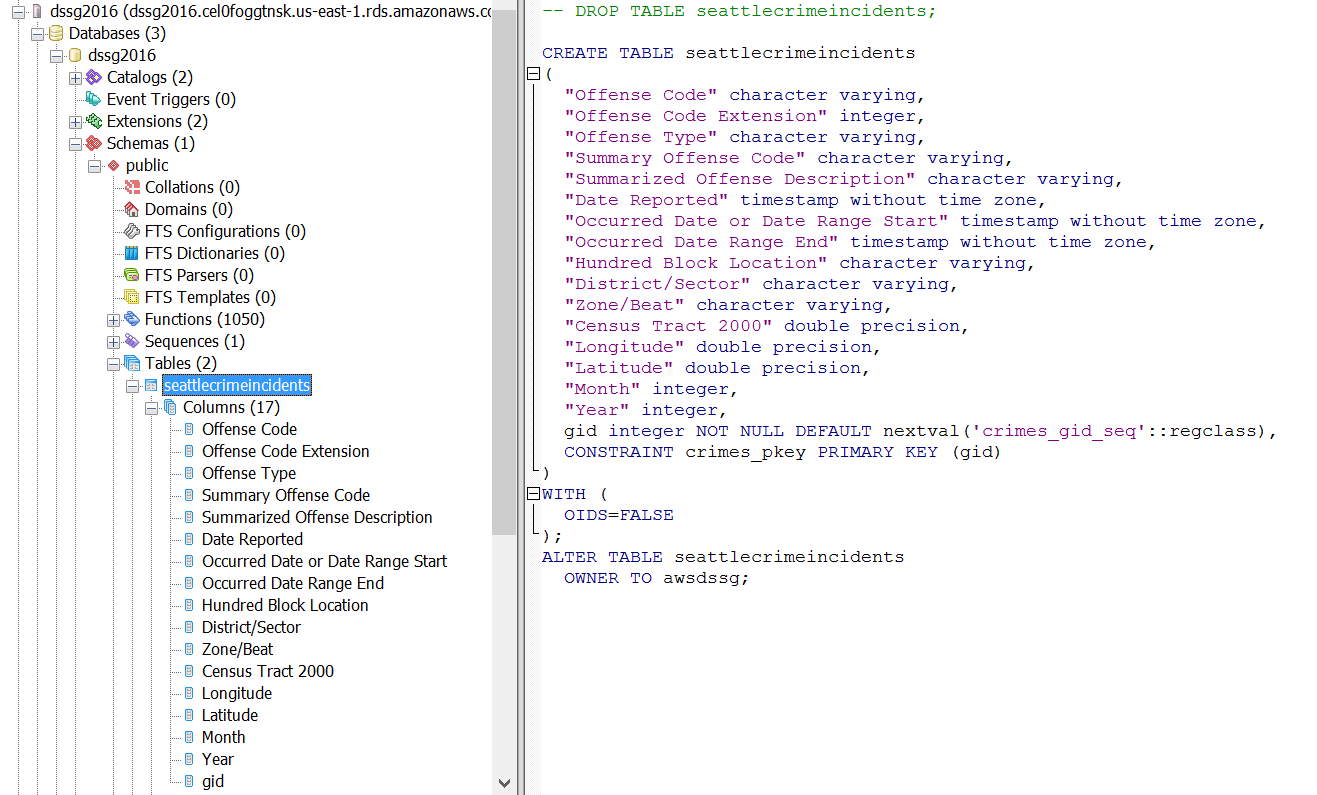 dssg2016 (dssg2016.cel0foggtnsk.us-east-1.rds.amazonaws.co
Databases (3)
dssg2016
Catalogs (2)
Event Triggers (0)
Extensions (2)
Schemas (1)
public
Collations (0)
Domains (0)
FTS Configurations (0)
FTS Dictionaries (0)
FTS Parsers (0)
FTS Templates (0)
Functions (1050)
Sequences (1)
Tables (2)
seattlecrimeincidents
Columns (17)
Offense Code
Offense Code Extension
Offense Type
Summary Offense Code
Summarized Offense Description
Date Reported
Occurred Date or Date Range Start
Occurred Date Range End
Hundred Block Location
District/Sector
Zone/Beat
Census Tract 2000
Longitude
Latitude
Month
Year
gid
-- DROP TABLE seattlecrimeincidents;
CREATE TABLE seattlecrimeincidents
(
"Offense Code" character varying,
"Offense Code Extension" integer,
"Offense Type" character varying,
"Summary Offense Code" character varying,
"Summarized Offense Description" character varying,
"Date Reported" timestamp without time zone,
"Occurred Date or Date Range Start" timestamp without time zone,
"Occurred Date Range End" timestamp without time zone,
"Hundred Block Location" character varying,
"District/Sector" character varying,
"Zone/Beat" character varying,
"Census Tract 2000" double precision,
"Longitude" double precision,
"Latitude" double precision,
"Month" integer,
"Year" integer,
gid integer NOT NULL DEFAULT nextval('crimes_gid_seq'::regclass),
CONSTRAINT crimes_pkey PRIMARY KEY (gid)
)
WITH (
OIDS=FALSE
);
ALTER TABLE seattlecrimeincidents
OWNER TO awsdssg;